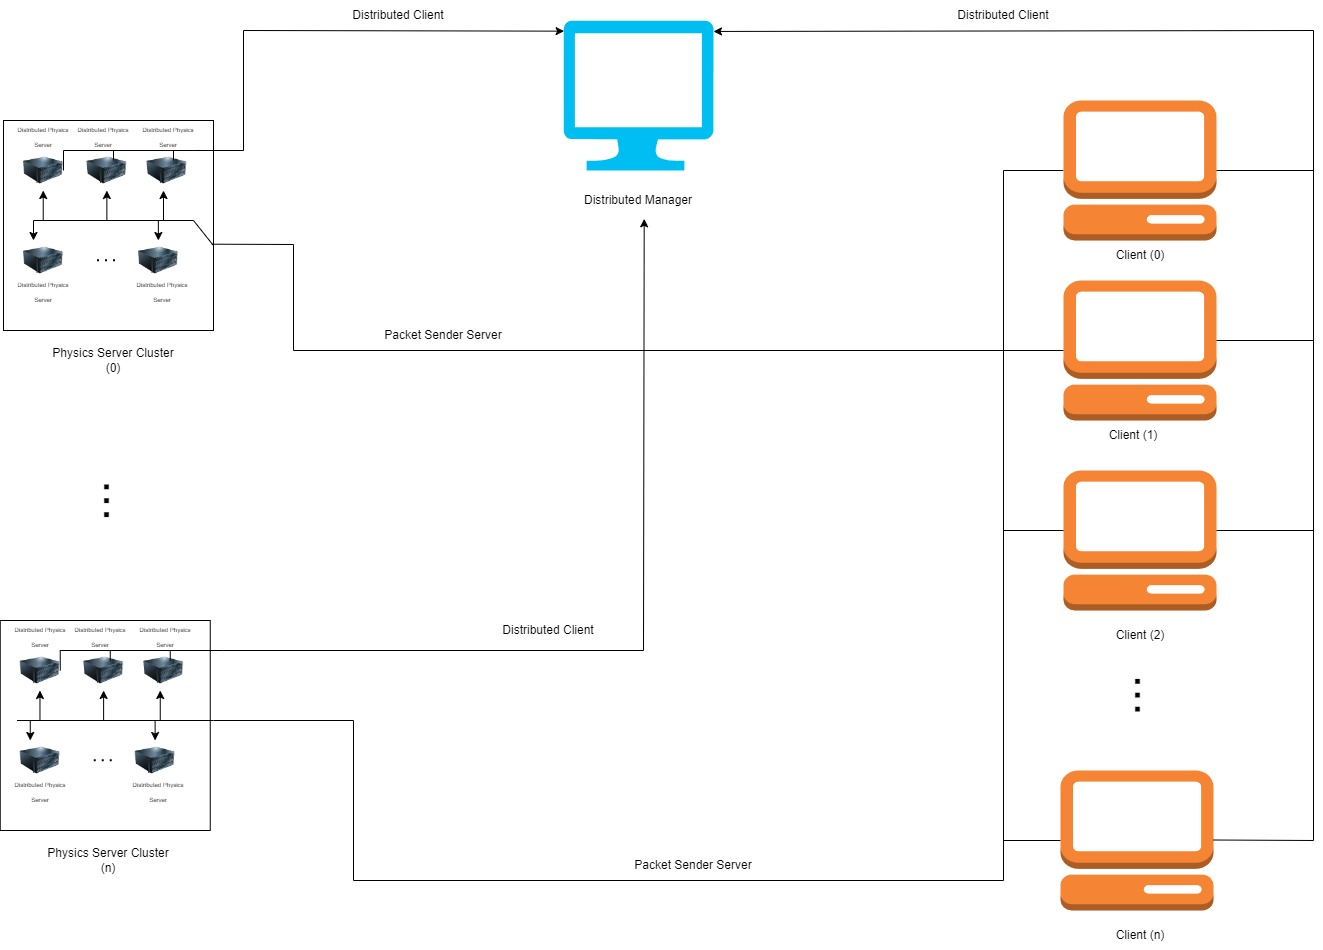 Distributed Client
Distributed Client
Distributed Physics
Server
Distributed Physics
Server
Distributed Physics
Server
Distributed Manager
. . .
Distributed Physics
Server
Distributed Physics
Server
Physics Server Cluster
(0)
Packet Sender Server
Client (0)
Client (1)
Client (2)
Distributed Client
Distributed Physics
Server
Distributed Physics
Server
Distributed Physics
Server
. . .
Distributed Physics
Server
Distributed Physics
Server
Physics Server Cluster
(n)
Packet Sender Server
Client (n)